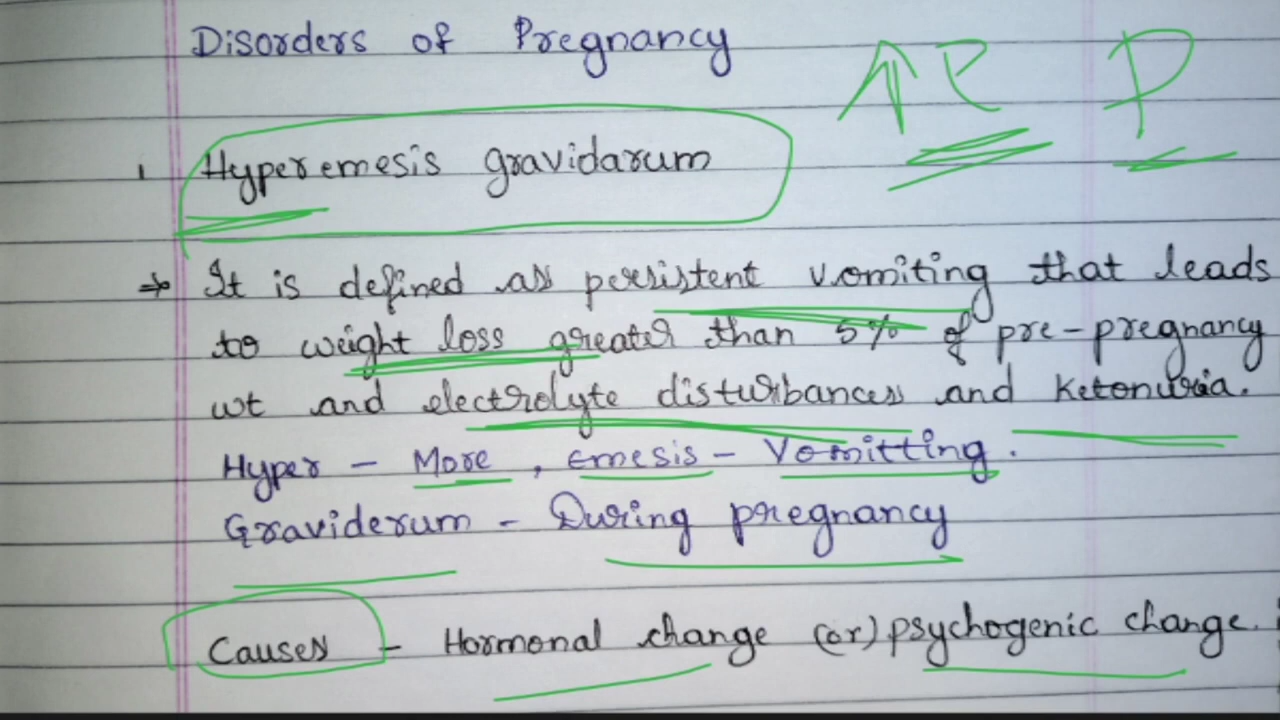 Disorders of Pregnancy
↑ P P
1 Hyperemesis gravidarum
→ It is defined as persistent vomiting that leads
to weight loss greater than 5% of pre-pregnancy
wt and electrolyte disturbances and Ketonuria.
Hyper - More, Emesis - Vomitting.
Graviderum - During pregnancy
Causes - Hormonal change (or) psychogenic change.